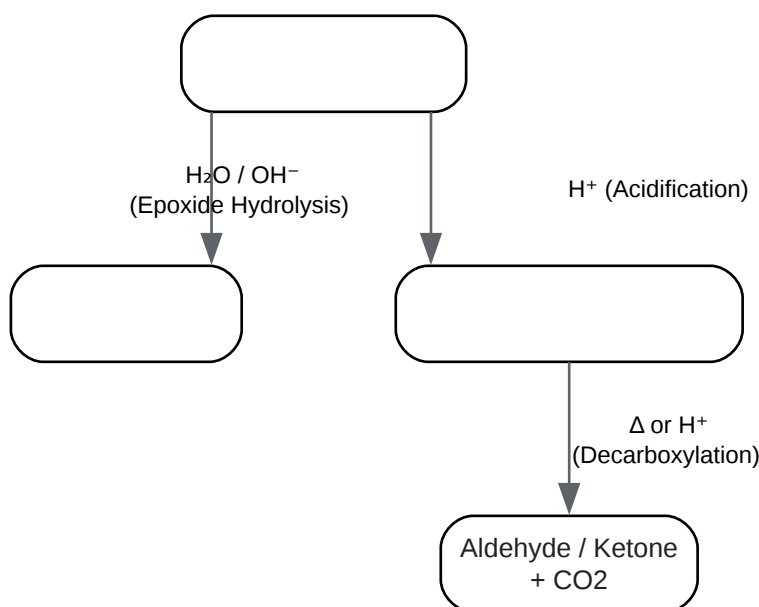 H₂O / OH⁻
(Epoxide Hydrolysis)
H⁺ (Acidification)
Δ or H⁺
(Decarboxylation)
Aldehyde / Ketone
+ CO2